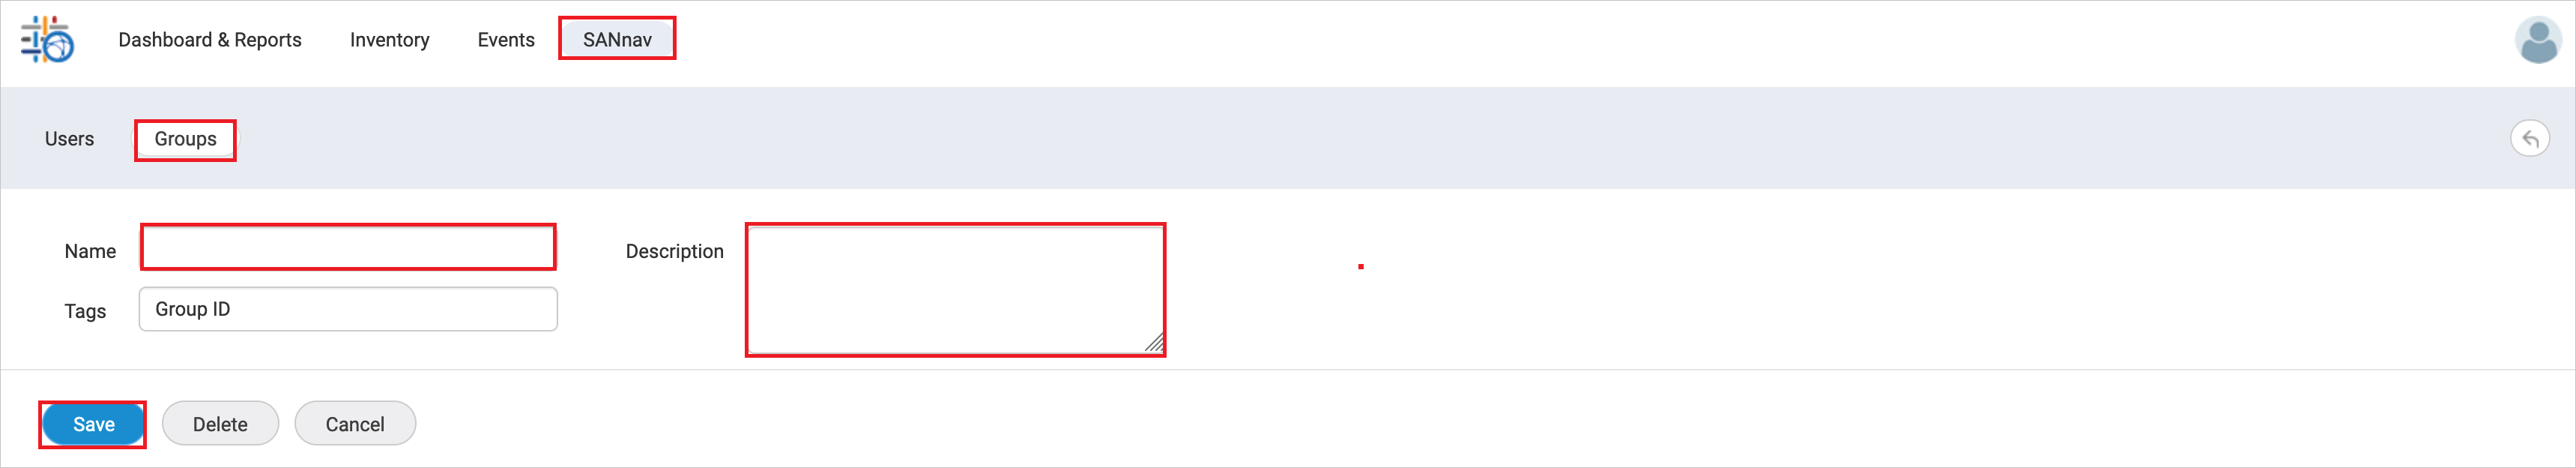 Dashboard & Reports Inventory Events SANnav
Users Groups
Name
Description
Tags Group ID
Save Delete Cancel